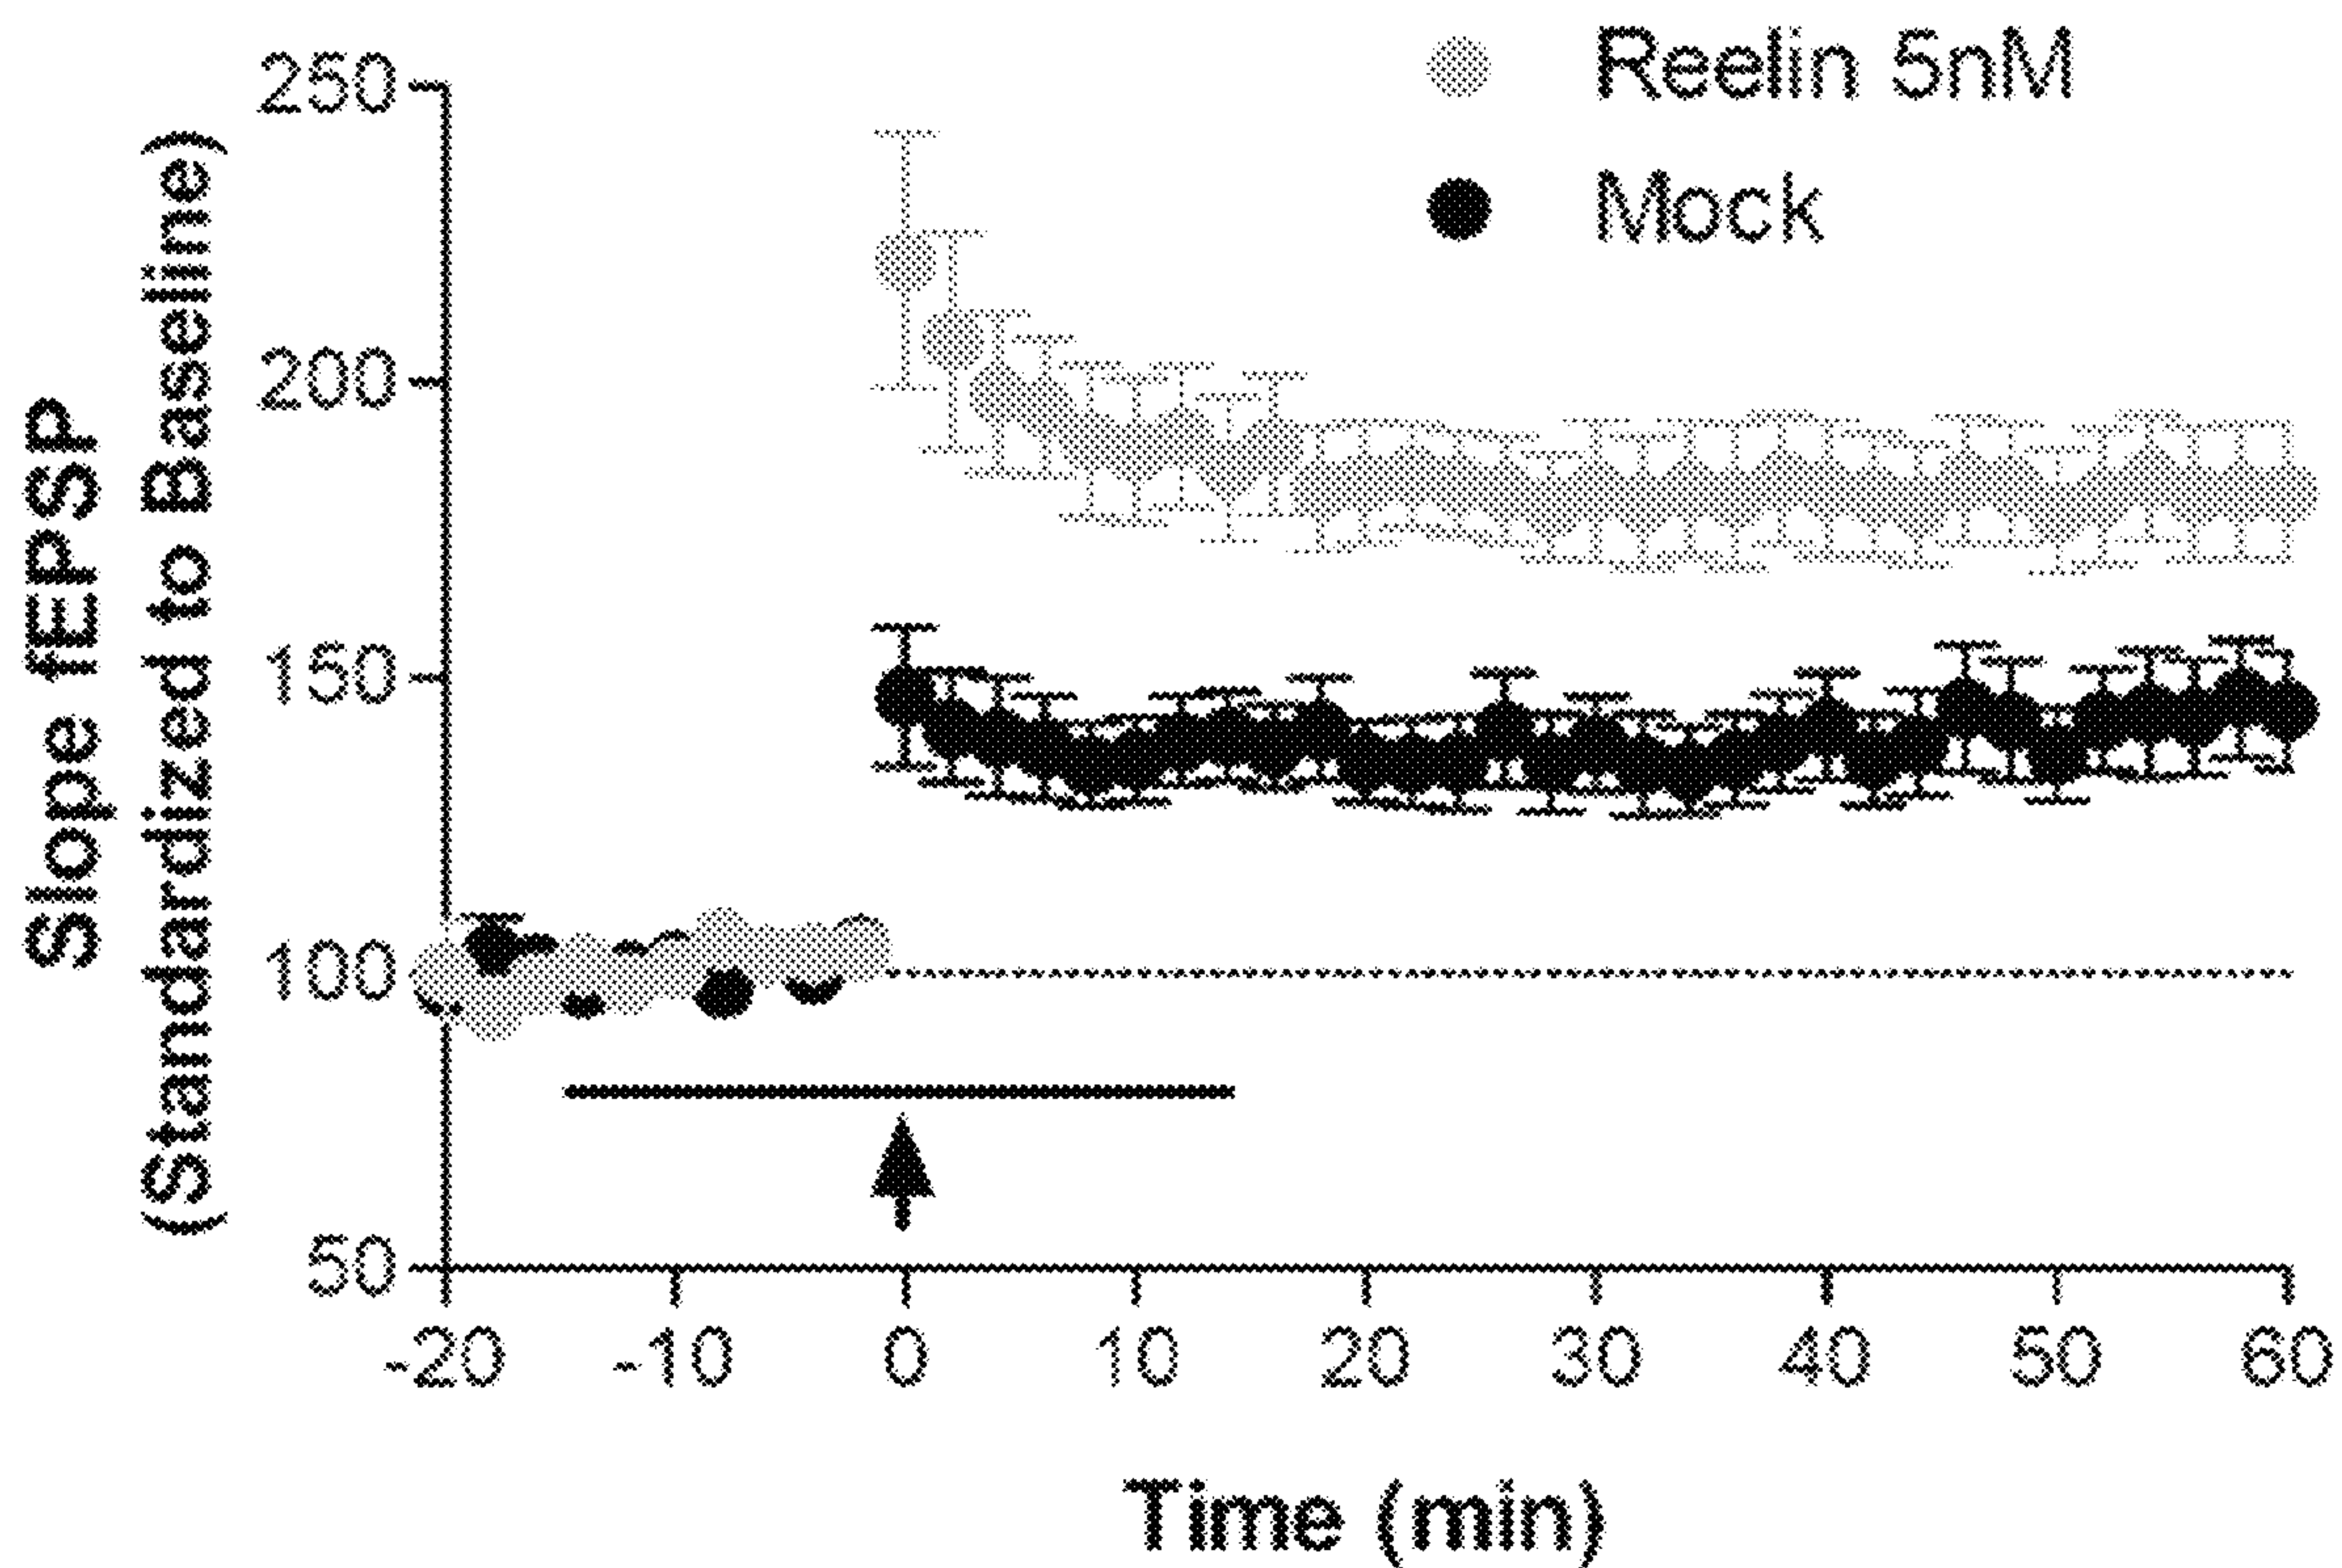 Reelin 5nM
Mock
Slope fEPSP
(Standardized to Baseline)
250
200
150
100
50
-20 -10 0 10 20 30 40 50 60
Time (min)